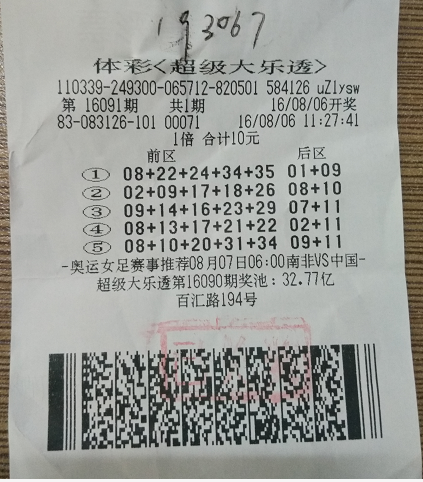 193067
体彩<超级大乐透>
110339-249300-065712-820501 584126 uZlysw
第 16091期 共1期 16/08/06开奖
83-083126-101 00071 16/08/06 11:27:41
1倍 合计10元
前区 后区
① 08+22+24+34+35 01+09
② 02+09+17+18+26 08+10
③ 09+14+16+23+29 07+11
④ 08+13+17+21+22 02+11
⑤ 08+10+20+31+34 09+11
-奥运女足赛事推荐08月07日06:00南非VS中国-
超级大乐透第16090期奖池：32.77亿
百汇路194号